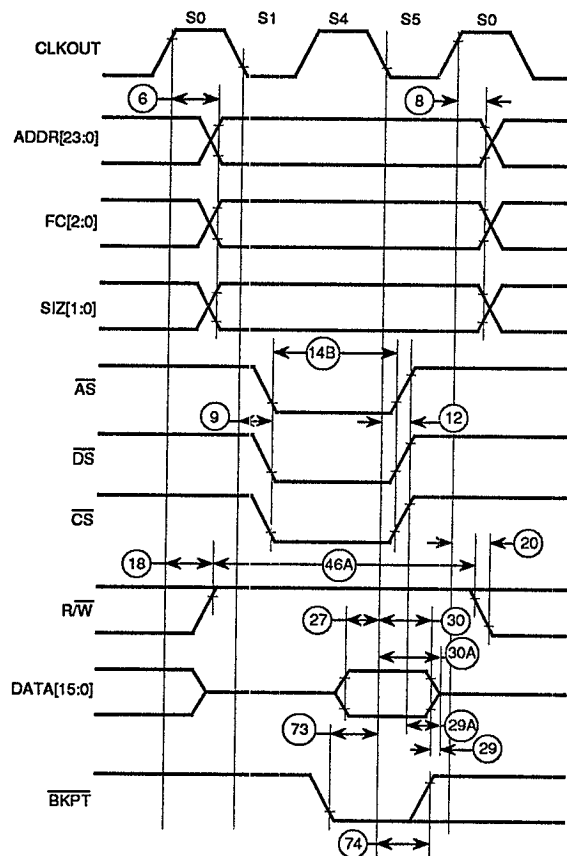 S0 S1 S4 S5 S0
CLKOUT
6 8
ADDR[23:0]
FC[2:0]
SIZ[1:0]
14B
AS
9 12
DS
CS
20
18 46A
R/W
27 30
30A
DATA[15:0]
73 29A
29
BKPT
74